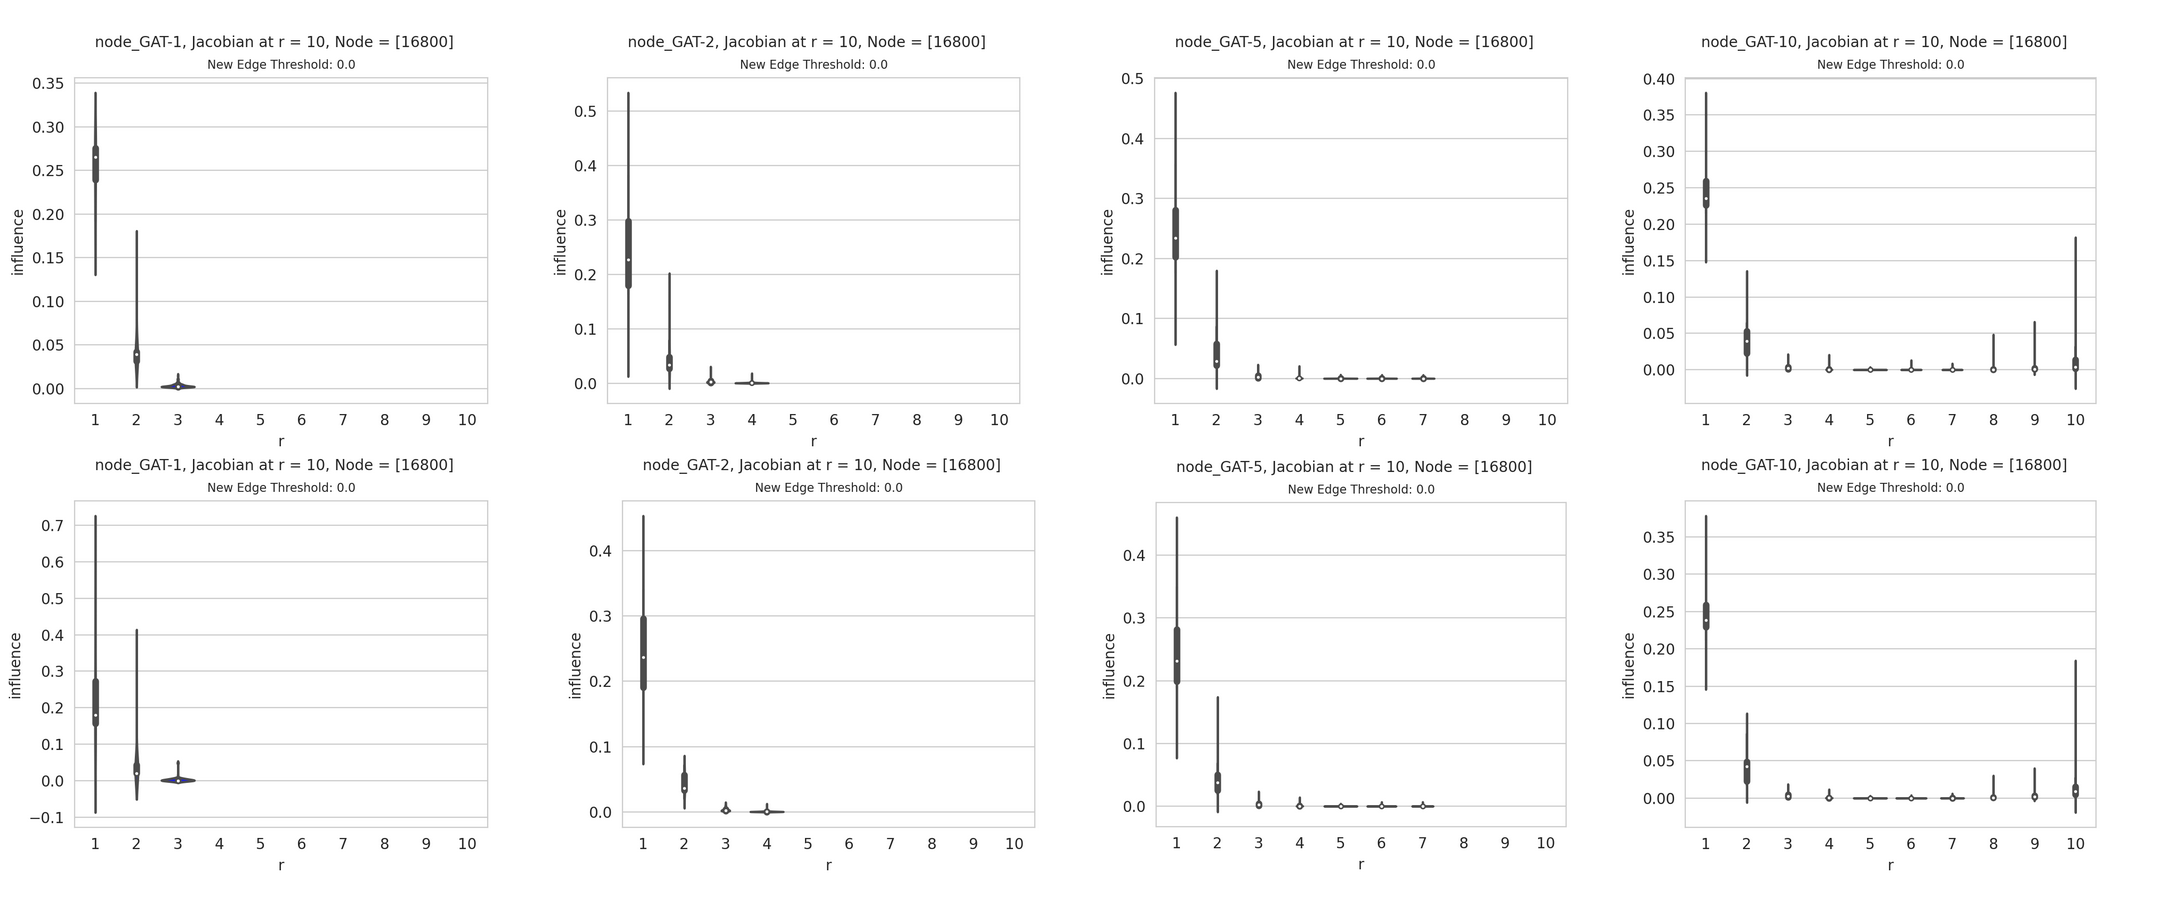 node_GAT-1, Jacobian at r = 10, Node = [16800]
New Edge Threshold: 0.0
0.35
0.30
0.25
0.20
0.15
0.10
0.05
0.00
influence
1 2 3 4 5 6 7 8 9 10
r
node_GAT-2, Jacobian at r = 10, Node = [16800]
New Edge Threshold: 0.0
0.5
0.4
0.3
0.2
0.1
0.0
influence
1 2 3 4 5 6 7 8 9 10
r
node_GAT-5, Jacobian at r = 10, Node = [16800]
New Edge Threshold: 0.0
0.5
0.4
0.3
0.2
0.1
0.0
influence
1 2 3 4 5 6 7 8 9 10
r
node_GAT-10, Jacobian at r = 10, Node = [16800]
New Edge Threshold: 0.0
0.40
0.35
0.30
0.25
0.20
0.15
0.10
0.05
0.00
influence
1 2 3 4 5 6 7 8 9 10
r
node_GAT-1, Jacobian at r = 10, Node = [16800]
New Edge Threshold: 0.0
0.7
0.6
0.5
0.4
0.3
0.2
0.1
0.0
−0.1
influence
1 2 3 4 5 6 7 8 9 10
r
node_GAT-2, Jacobian at r = 10, Node = [16800]
New Edge Threshold: 0.0
0.4
0.3
0.2
0.1
0.0
influence
1 2 3 4 5 6 7 8 9 10
r
node_GAT-5, Jacobian at r = 10, Node = [16800]
New Edge Threshold: 0.0
0.4
0.3
0.2
0.1
0.0
influence
1 2 3 4 5 6 7 8 9 10
r
node_GAT-10, Jacobian at r = 10, Node = [16800]
New Edge Threshold: 0.0
0.35
0.30
0.25
0.20
0.15
0.10
0.05
0.00
influence
1 2 3 4 5 6 7 8 9 10
r